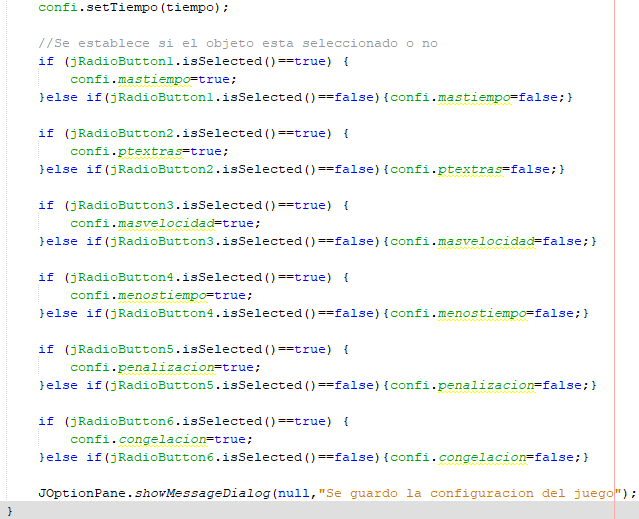 confi.setTiempo(tiempo);
//Se establece si el objeto esta seleccionado o no
if (jRadioButton1.isSelected()==true) {
confi.mastiempo=true;
}else if(jRadioButton1.isSelected()==false){confi.mastiempo=false;}
if (jRadioButton2.isSelected()==true) {
confi.ptextras=true;
}else if(jRadioButton2.isSelected()==false){confi.ptextras=false;}
if (jRadioButton3.isSelected()==true) {
confi.masvelocidad=true;
}else if(jRadioButton3.isSelected()==false){confi.masvelocidad=false;}
if (jRadioButton4.isSelected()==true) {
confi.menostiempo=true;
}else if(jRadioButton4.isSelected()==false){confi.menostiempo=false;}
if (jRadioButton5.isSelected()==true) {
confi.penalizacion=true;
}else if(jRadioButton5.isSelected()==false){confi.penalizacion=false;}
if (jRadioButton6.isSelected()==true) {
confi.congelacion=true;
}else if(jRadioButton6.isSelected()==false){confi.congelacion=false;}
JOptionPane.showMessageDialog(null,"Se guardo la configuracion del juego");
}